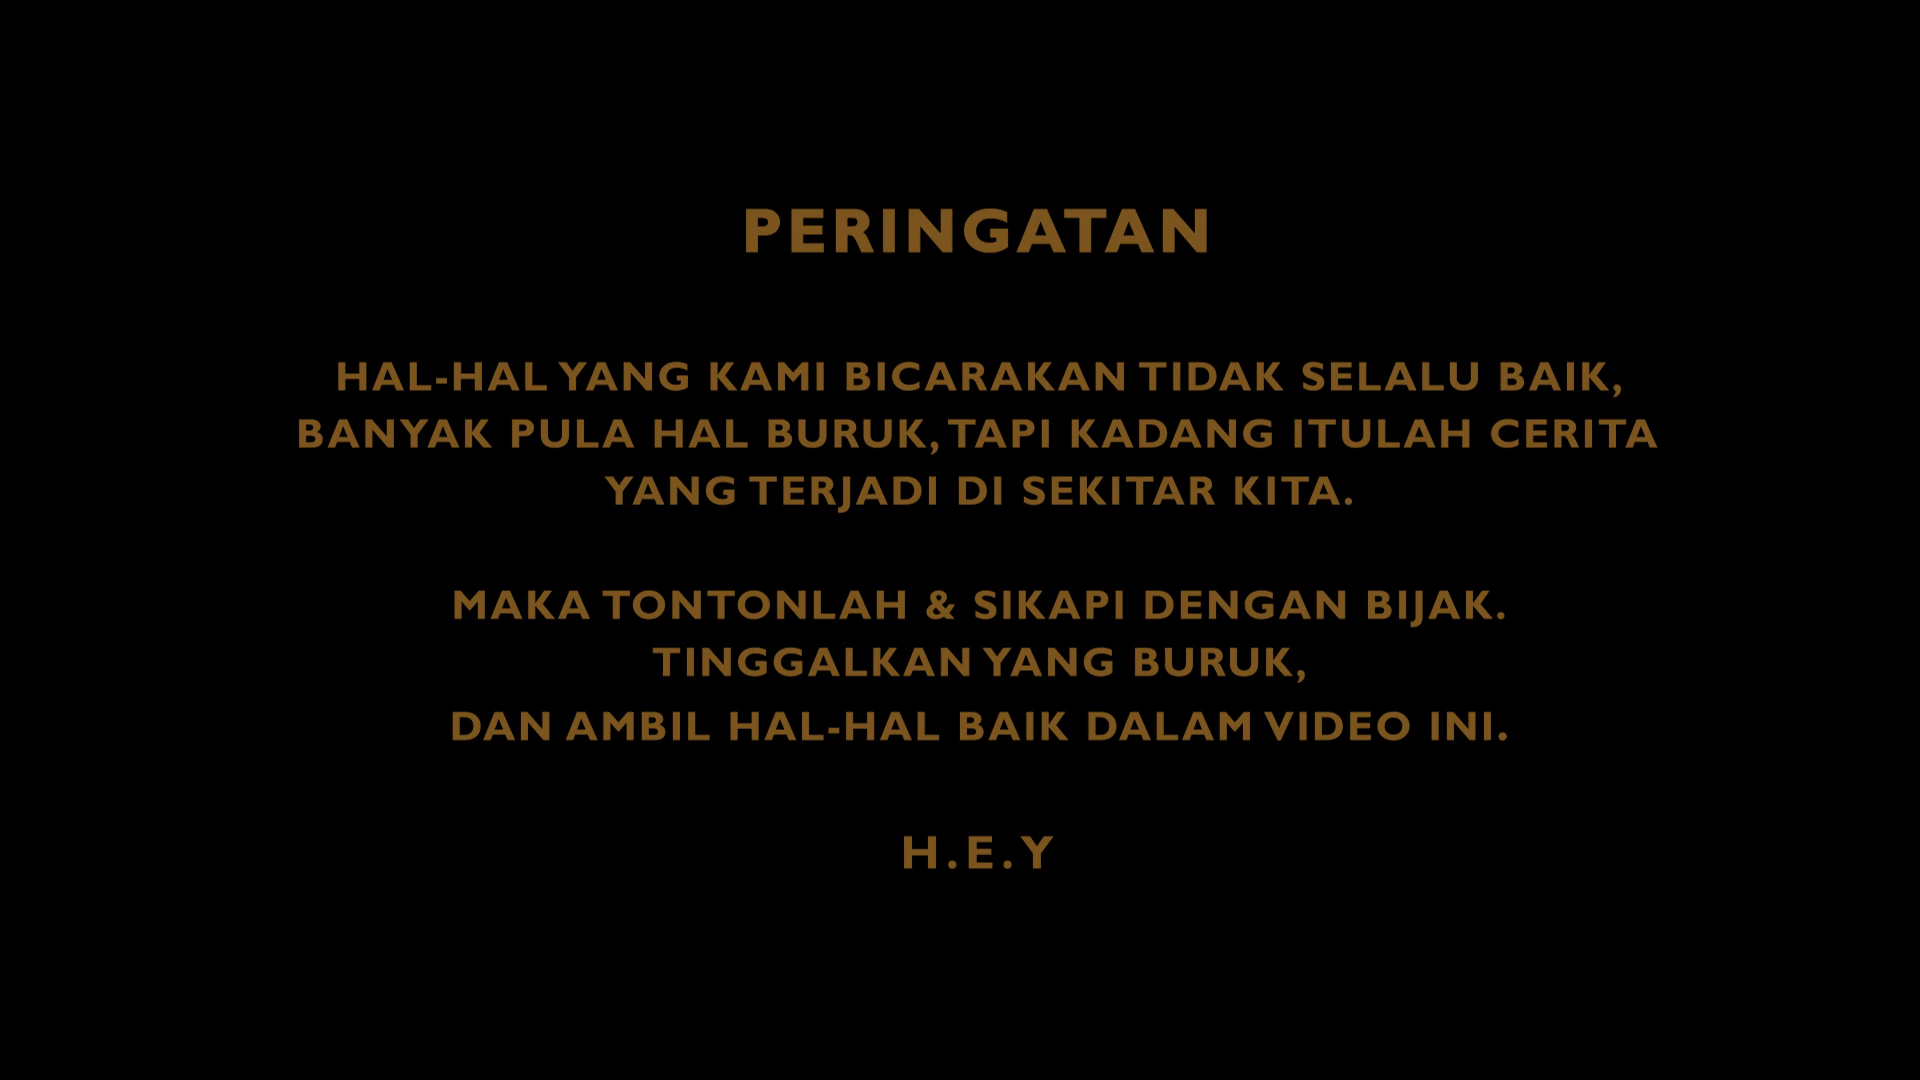 PERINGATAN
HAL-HAL YANG KAMI BICARAKAN TIDAK SELALU BAIK,
BANYAK PULA HAL BURUK, TAPI KADANG ITULAH CERITA
YANG TERJADI DI SEKITAR KITA.
MAKA TONTONLAH & SIKAPI DENGAN BIJAK.
TINGGALKAN YANG BURUK,
DAN AMBIL HAL-HAL BAIK DALAM VIDEO INI.
H.E.Y